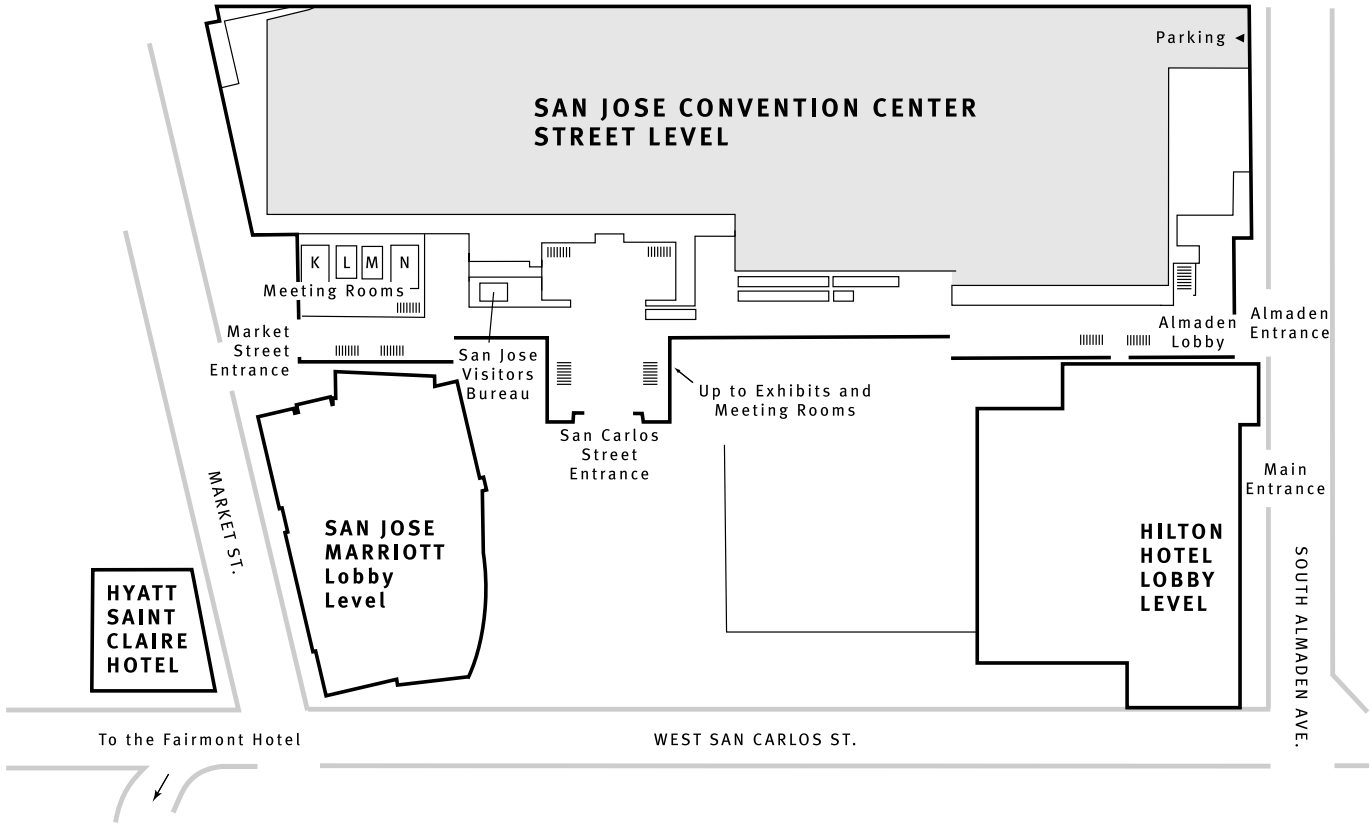 Parking
SAN JOSE CONVENTION CENTER
STREET LEVEL
K L M N
Meeting Rooms
Market
Street
Entrance
San Jose
Visitors
Bureau
Up to Exhibits and
Meeting Rooms
San Carlos
Street
Entrance
Almaden
Lobby
Almaden
Entrance
Main
Entrance
MARKET ST.
SAN JOSE
MARRIOTT
Lobby
Level
HILTON
HOTEL
LOBBY
LEVEL
HYATT
SAINT
CLAIRE
HOTEL
SOUTH ALMADEN AVE.
To the Fairmont Hotel
WEST SAN CARLOS ST.